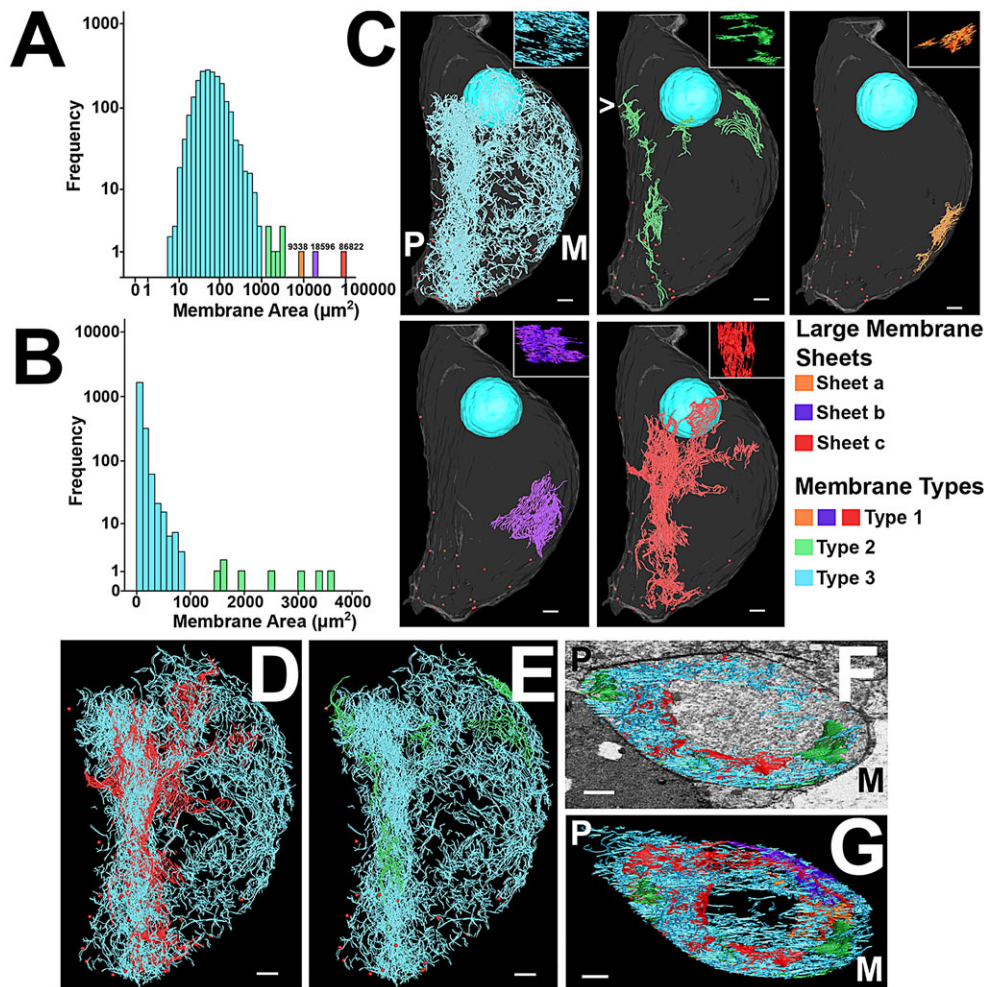 A
Frequency
1000
100
10
1
9338 18596 86822
0 1 10 100 1000 10000 100000
Membrane Area (µm²)
B
Frequency
10000
1000
100
10
1
0
0 1000 2000 3000 4000
Membrane Area (µm²)
C
P
M
>
Large Membrane
Sheets
Sheet a
Sheet b
Sheet c
Membrane Types
Type 1
Type 2
Type 3
D
E
P
F
M
P
G
M